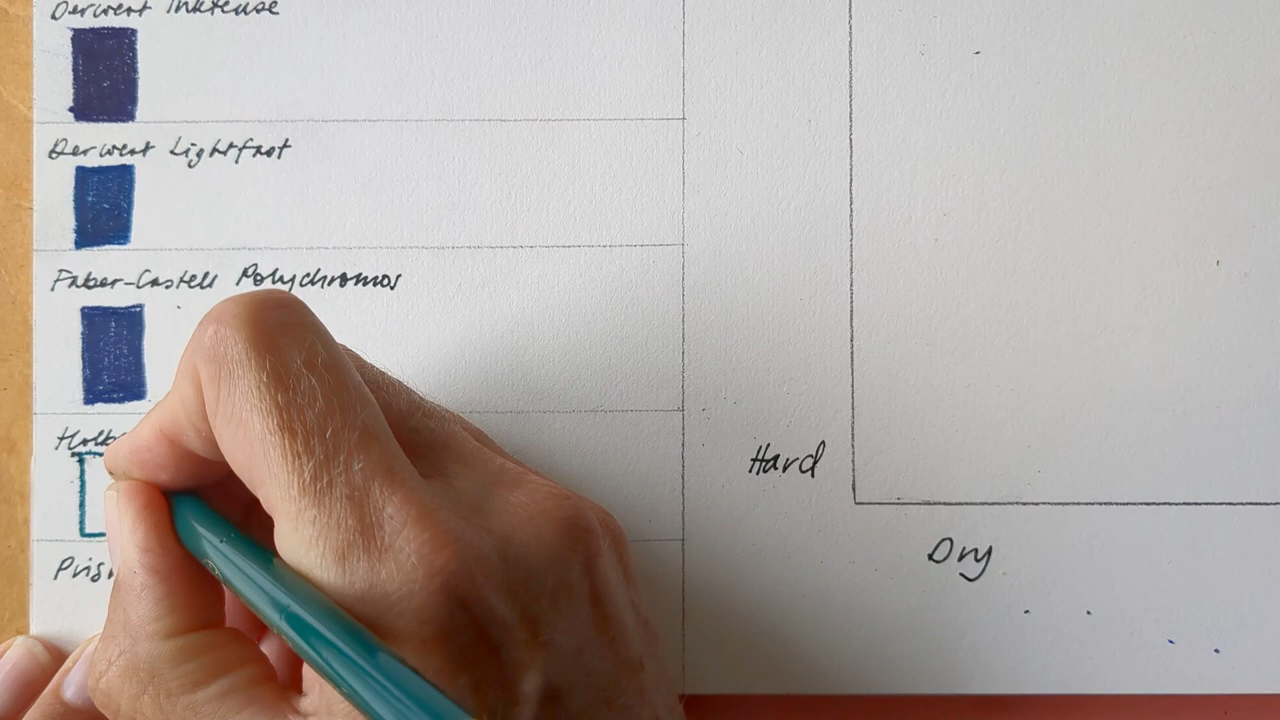 Derwent Inktense
Derwent Lightfast
Faber-Castell Polychromos
Hard
Dry